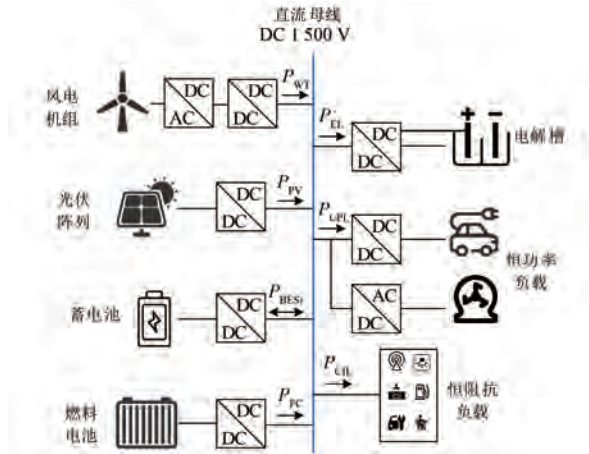 直流母线
DC 1 500 V
风电
机组
DC
AC
DC
DC
P_WT
P_EL
DC
DC
+ −
电解槽
光伏
阵列
DC
DC
P_PV
P_CPL
DC
DC
恒功率
负载
AC
DC
蓄电池
DC
DC
P_BESS
P_CIL
恒阻抗
负载
燃料
电池
DC
DC
P_FC